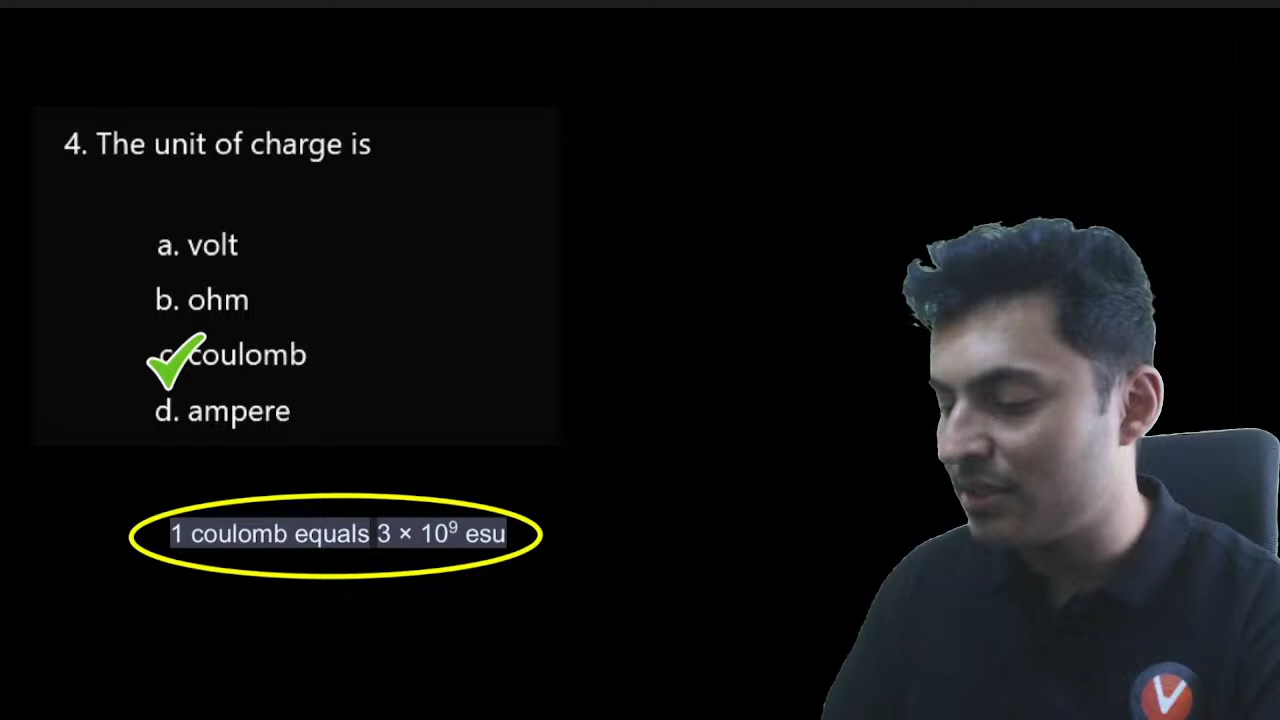 4. The unit of charge is
a. volt
b. ohm
c. coulomb
d. ampere
1 coulomb equals 3 × 10⁹ esu
V